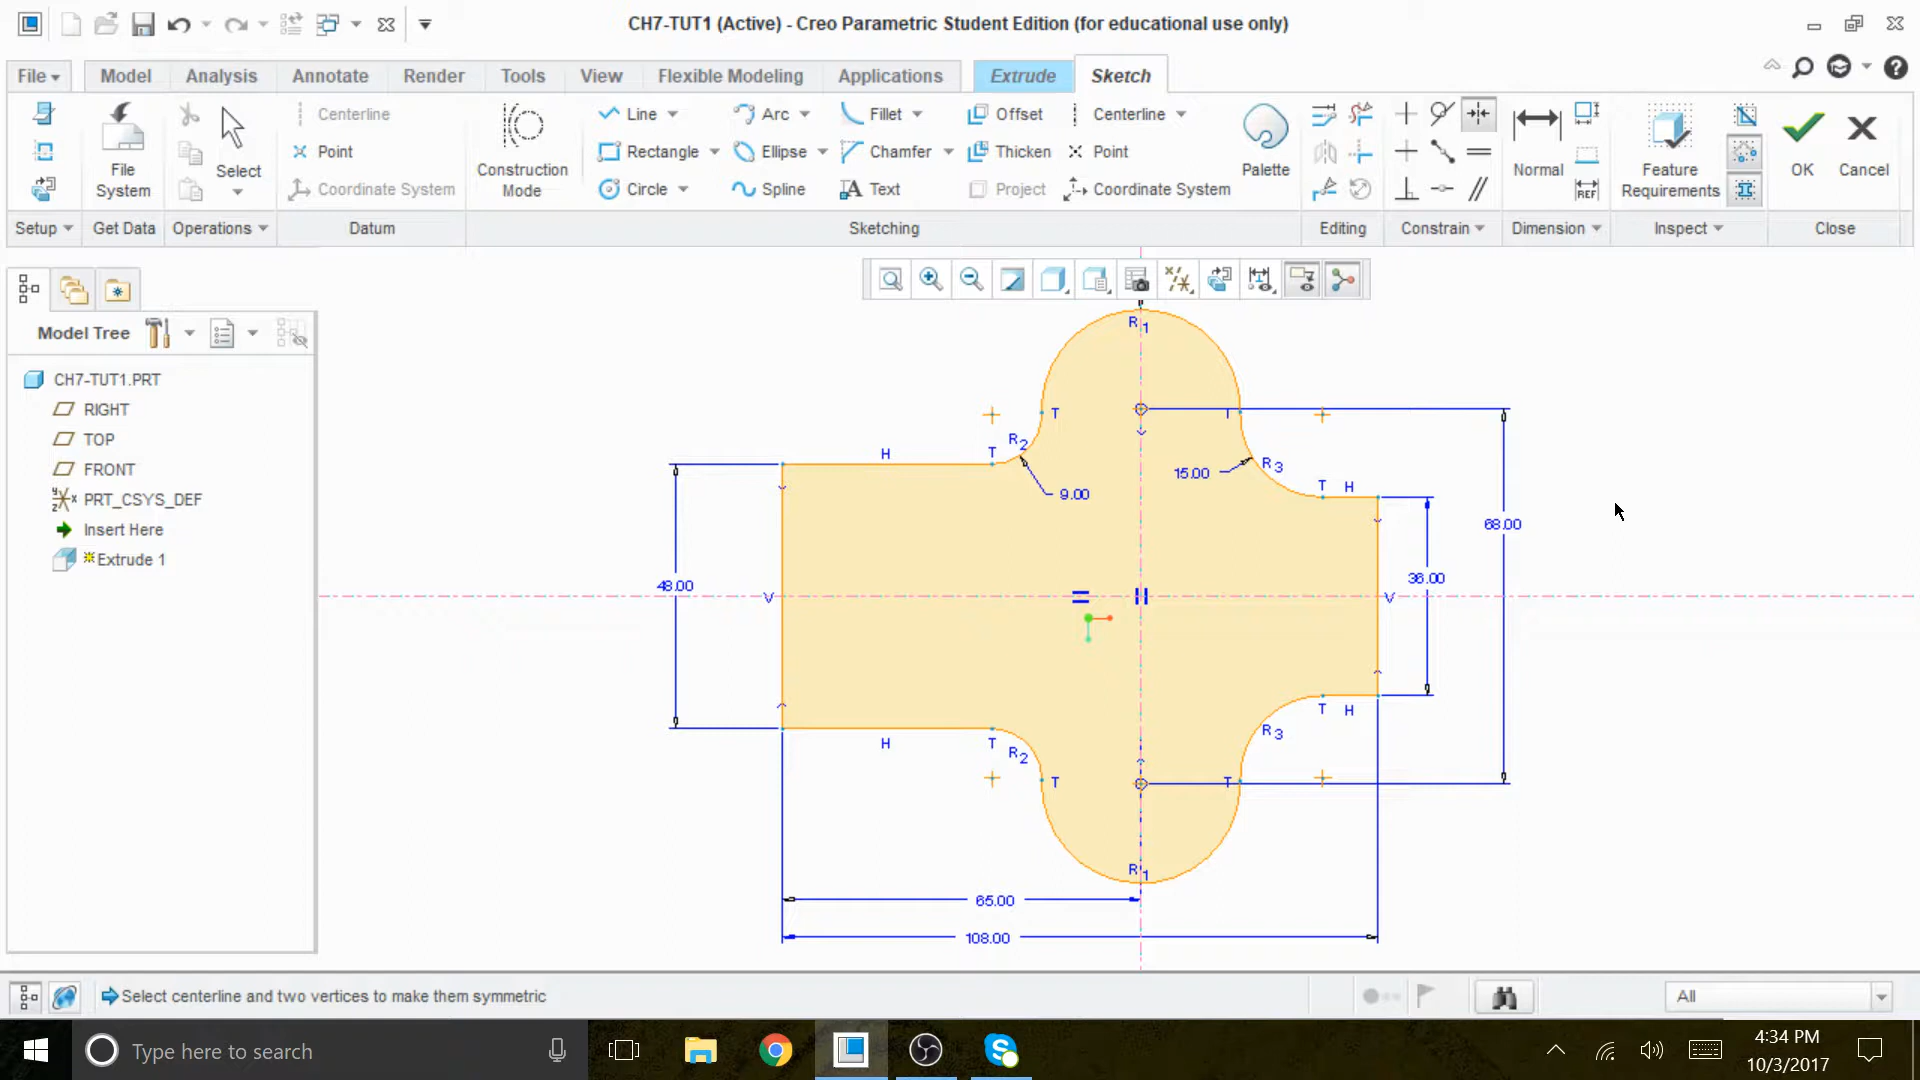 CH7-TUT1 (Active) - Creo Parametric Student Edition (for educational use only)
File Model Analysis Annotate Render Tools View Flexible Modeling Applications Extrude Sketch
Centerline Line Arc Fillet Offset Centerline
Point Rectangle Ellipse Chamfer Thicken Point
Coordinate System Circle Spline Text Project Coordinate System
File System
Select
Construction Mode
Palette
Normal
REF
Feature Requirements
OK Cancel
Setup Get Data Operations Datum Sketching Editing Constrain Dimension Inspect Close
Model Tree
CH7-TUT1.PRT
RIGHT
TOP
FRONT
PRT_CSYS_DEF
Insert Here
Extrude 1
R1
T T
R2 R3
H T
15.00
9.00
T H
68.00
48.00 36.00
V V
T H
H T R2 R3
T T
R1
65.00
108.00
Select centerline and two vertices to make them symmetric
All
Type here to search
4:34 PM
10/3/2017